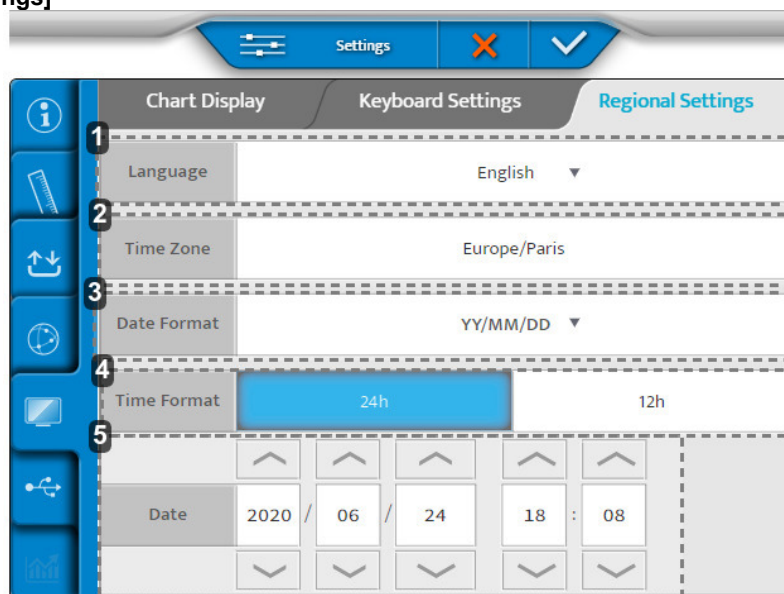 ngs]
Settings
Chart Display Keyboard Settings Regional Settings
1
Language English
2
Time Zone Europe/Paris
3
Date Format YY/MM/DD
4
Time Format 24h 12h
5
Date 2020 / 06 / 24 18 : 08